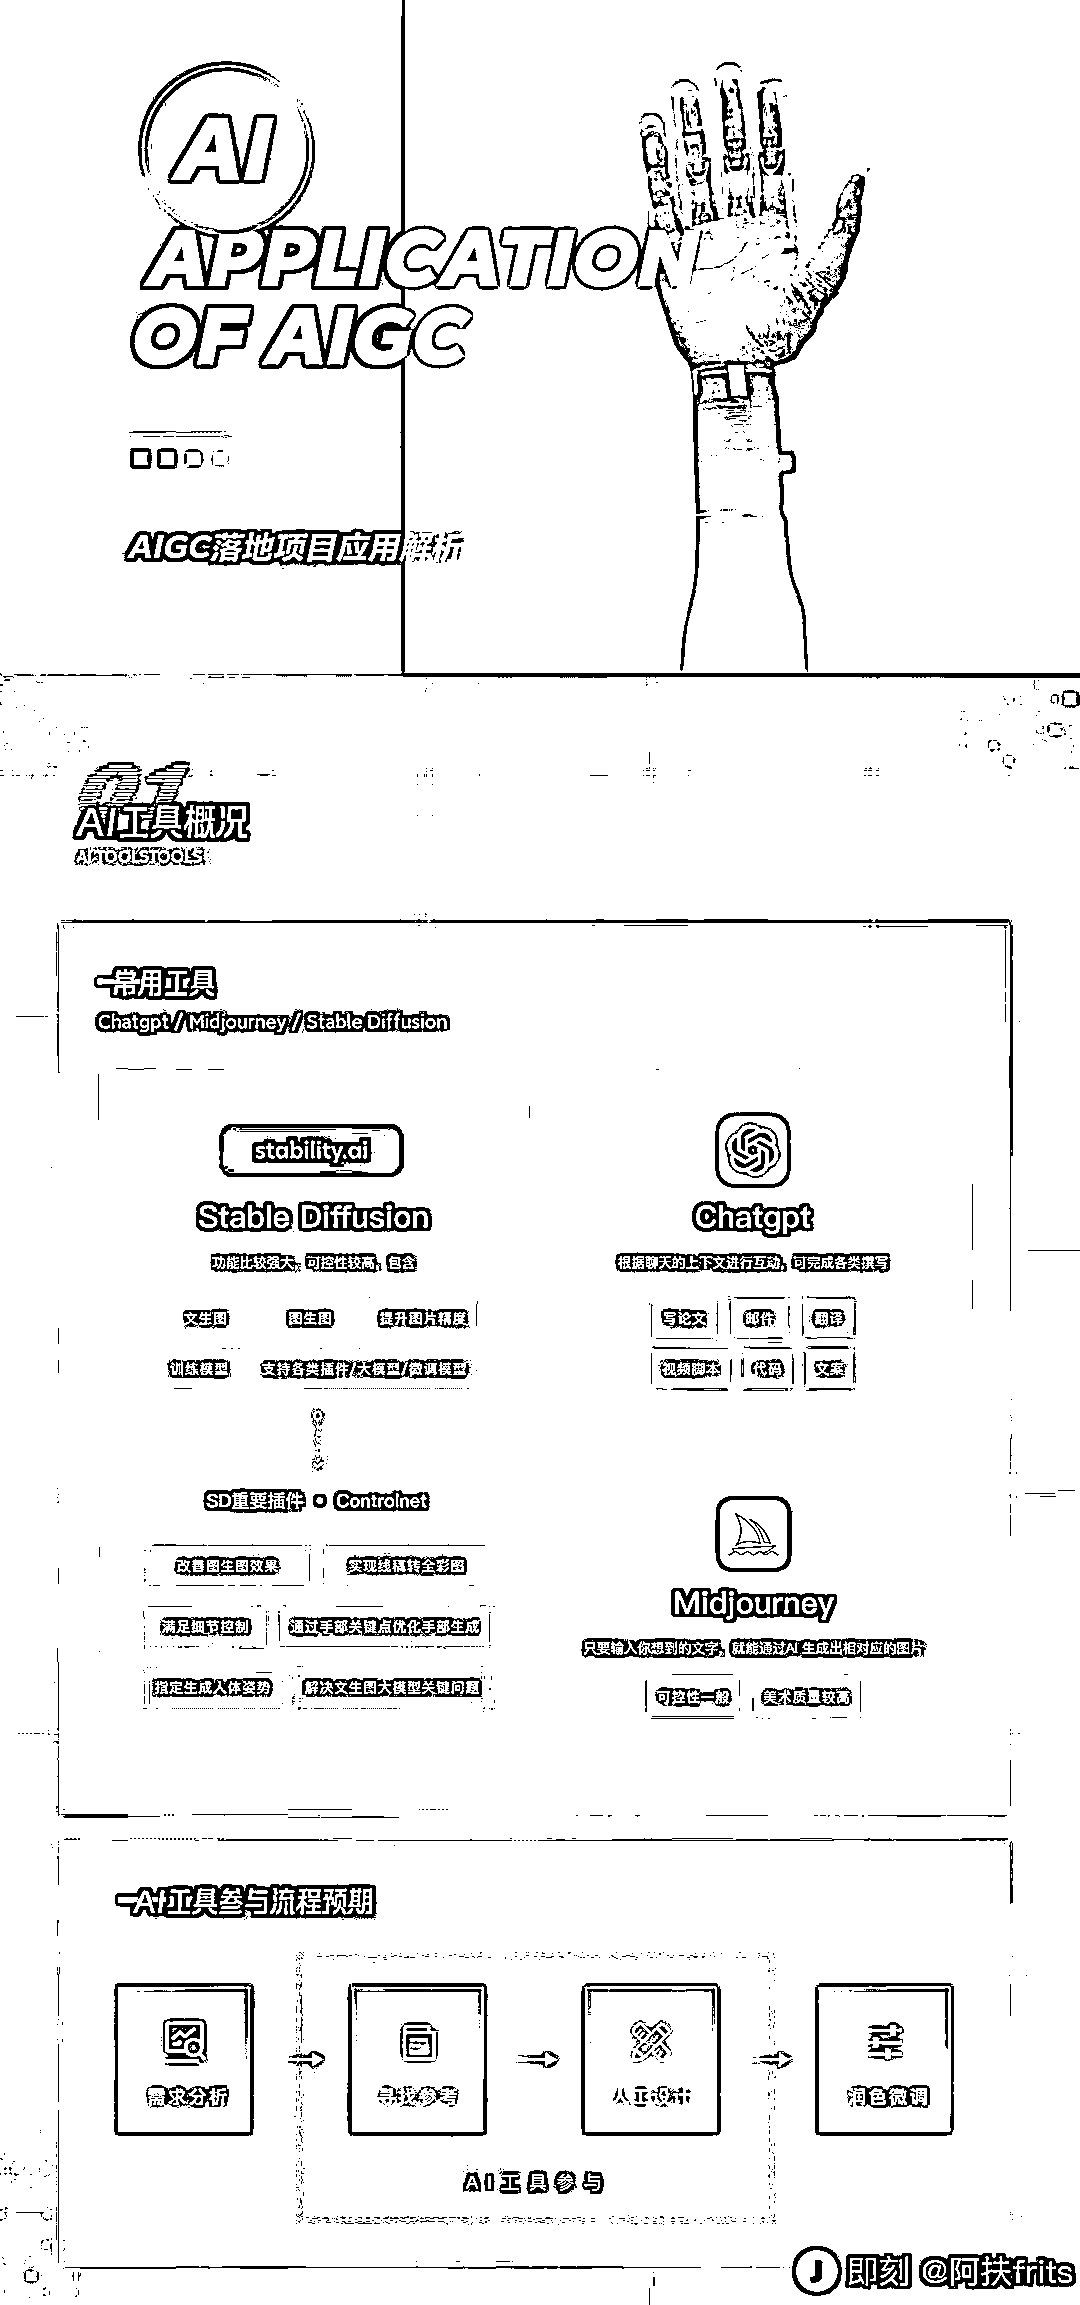 AI
APPLICATION
OF AIGC
AIGC落地项目应用解析
01
AI工具概况
AI TOOLSTOOLS
常用工具
Chatgpt / Midjourney / Stable Diffusion
stability.ai
Stable Diffusion
功能比较强大，可控性较高，包含
文生图 图生图 提升图片精度
训练模型 支持各类插件/大模型/微调模型
SD重要插件 Controlnet
改善图生图效果 实现线稿转全彩图
满足细节控制 通过手部关键点优化手部生成
指定生成人体姿势 解决文生图大模型关键问题
Chatgpt
根据聊天的上下文进行互动，可完成各类撰写
写论文 邮件 翻译
视频脚本 代码 文案
Midjourney
只要输入你想到的文字，就能通过AI 生成出相对应的图片
可控性一般 美术质量较高
AI工具参与流程预期
需求分析 寻找参考 人工设计 润色微调
AI工具参与
即刻 @阿扶frits